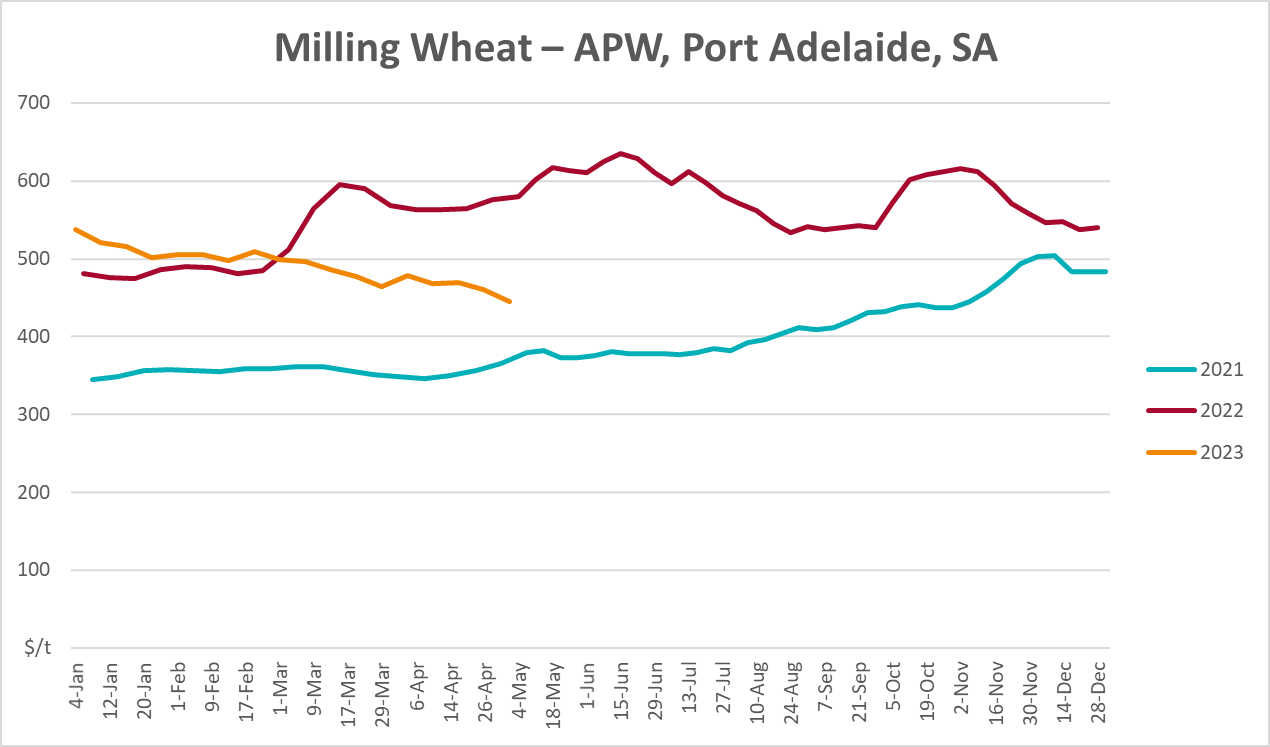 Milling Wheat – APW, Port Adelaide, SA
700
600
500
400
300
200
100
$/t
4-Jan
12-Jan
20-Jan
1-Feb
9-Feb
17-Feb
1-Mar
9-Mar
17-Mar
29-Mar
6-Apr
14-Apr
26-Apr
4-May
18-May
1-Jun
15-Jun
29-Jun
13-Jul
27-Jul
10-Aug
24-Aug
7-Sep
21-Sep
5-Oct
19-Oct
2-Nov
16-Nov
30-Nov
14-Dec
28-Dec
2021
2022
2023